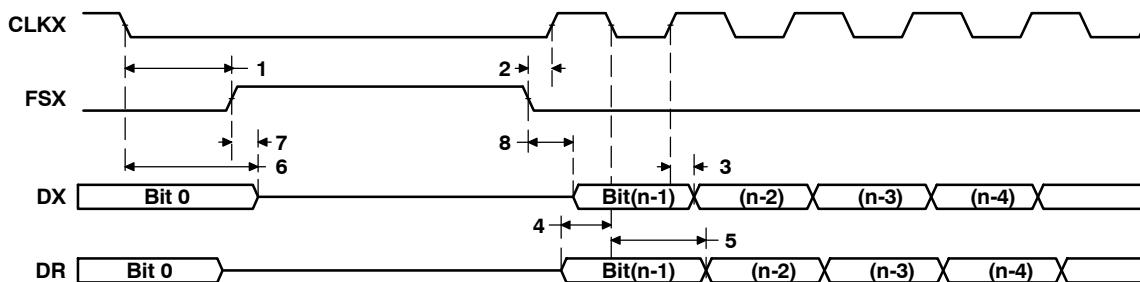 CLKX
1 2
FSX
7 8
6 3
DX Bit 0 Bit(n-1) (n-2) (n-3) (n-4)
4 5
DR Bit 0 Bit(n-1) (n-2) (n-3) (n-4)